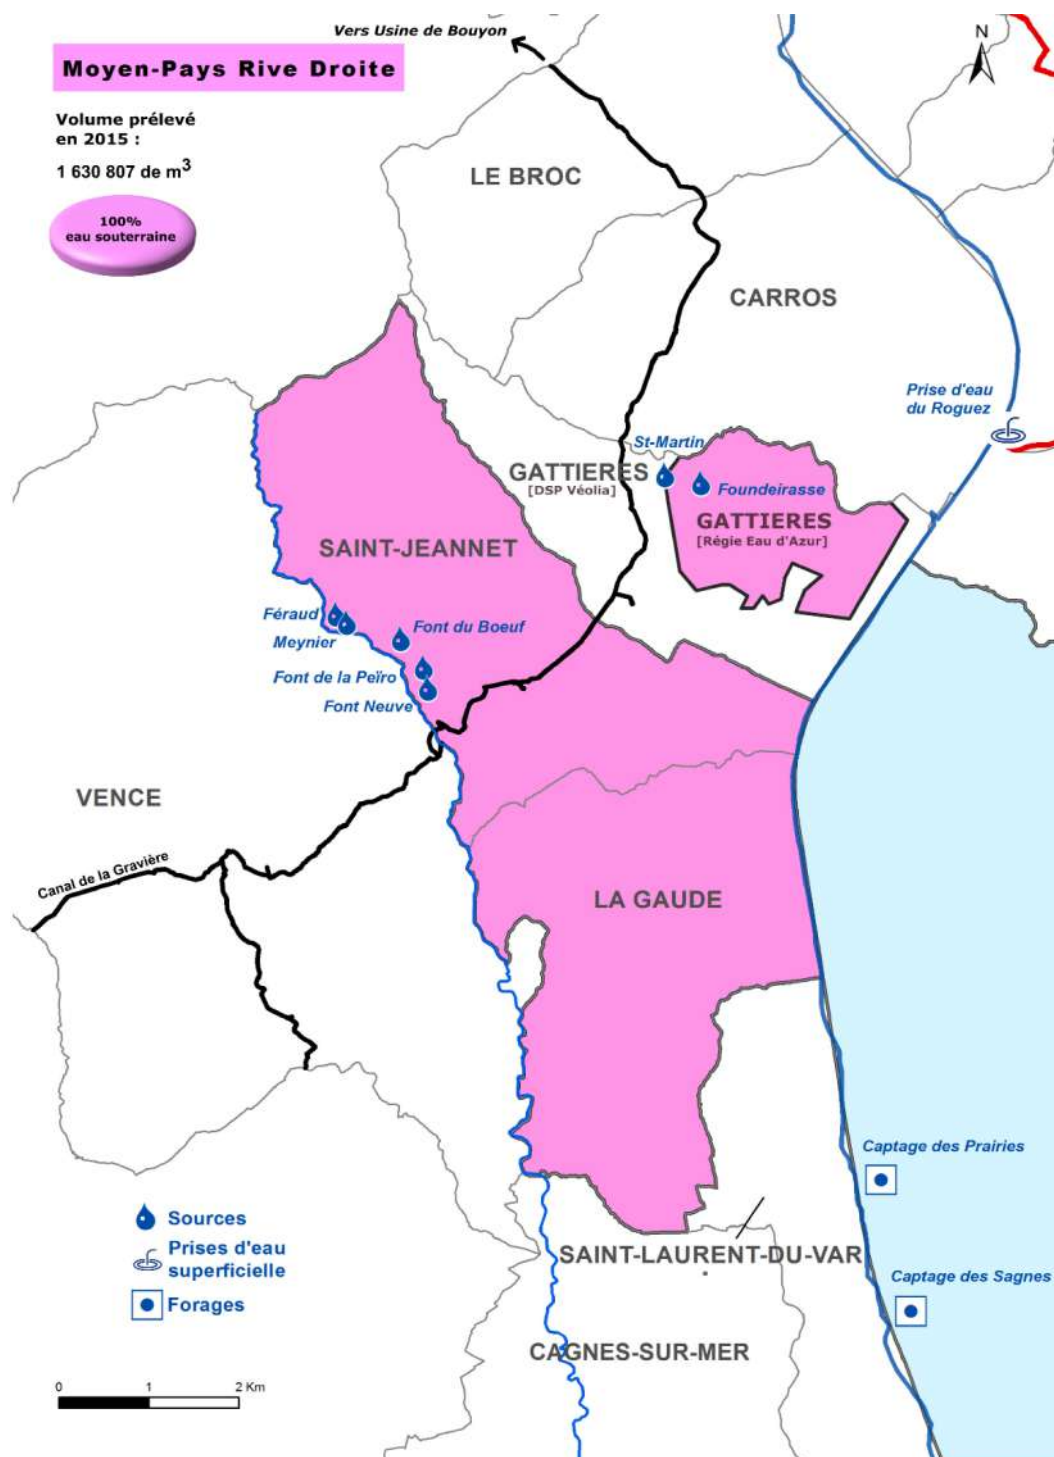 Vers Usine de Bouyon
N
Moyen-Pays Rive Droite
Volume prélevé
en 2015 :
1 630 807 de m³
100%
eau souterraine
LE BROC
CARROS
Prise d'eau
du Roguez
St-Martin
GATTIERES
[DSP Véolia]
Foundeirasse
GATTIERES
[Régie Eau d'Azur]
SAINT-JEANNET
Féraud
Meynier
Font du Boeuf
Font de la Peïro
Font Neuve
VENCE
Canal de la Gravière
LA GAUDE
Captage des Prairies
Sources
Prises d'eau
superficielle
Forages
SAINT-LAURENT-DU-VAR
Captage des Sagnes
CAGNES-SUR-MER
0 1 2 Km